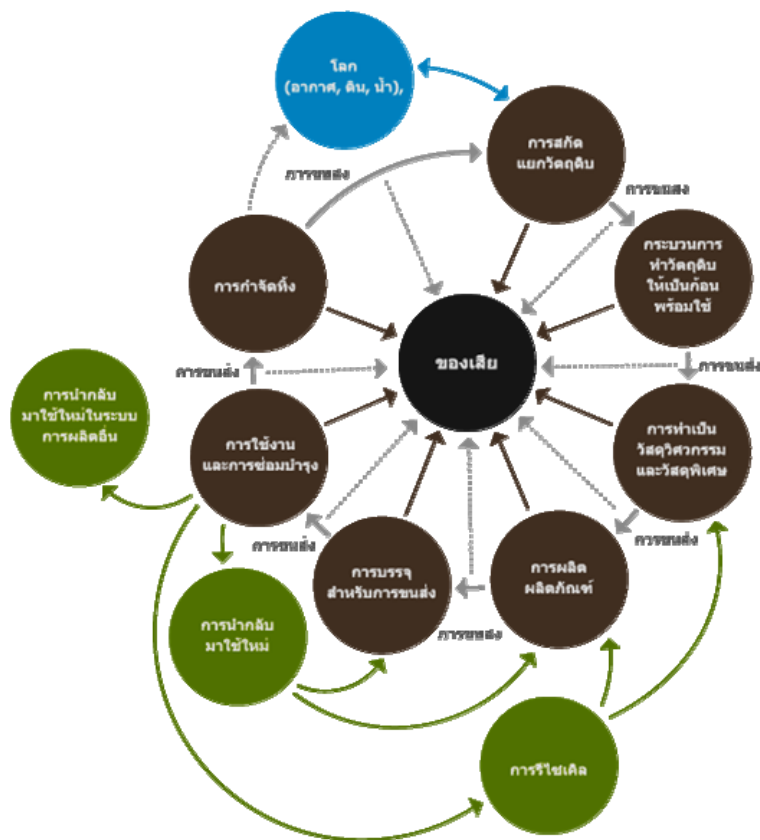 โลก
(อากาศ, ดิน, น้ำ),
การสกัด
แยกวัตถุดิบ
การขนส่ง
การขนส่ง
กระบวนการ
ทำวัตถุดิบ
ให้เป็นก้อน
พร้อมใช้
การกำจัดทิ้ง
ของเสีย
การขนส่ง
การขนส่ง
การนำกลับ
มาใช้ใหม่ในระบบ
การผลิตอื่น
การใช้งาน
และการซ่อมบำรุง
การทำเป็น
วัสดุวิศวกรรม
และวัสดุพิเศษ
การขนส่ง
การขนส่ง
การบรรจุ
สำหรับการขนส่ง
การผลิต
ผลิตภัณฑ์
การนำกลับ
มาใช้ใหม่
การขนส่ง
การรีไซเคิล